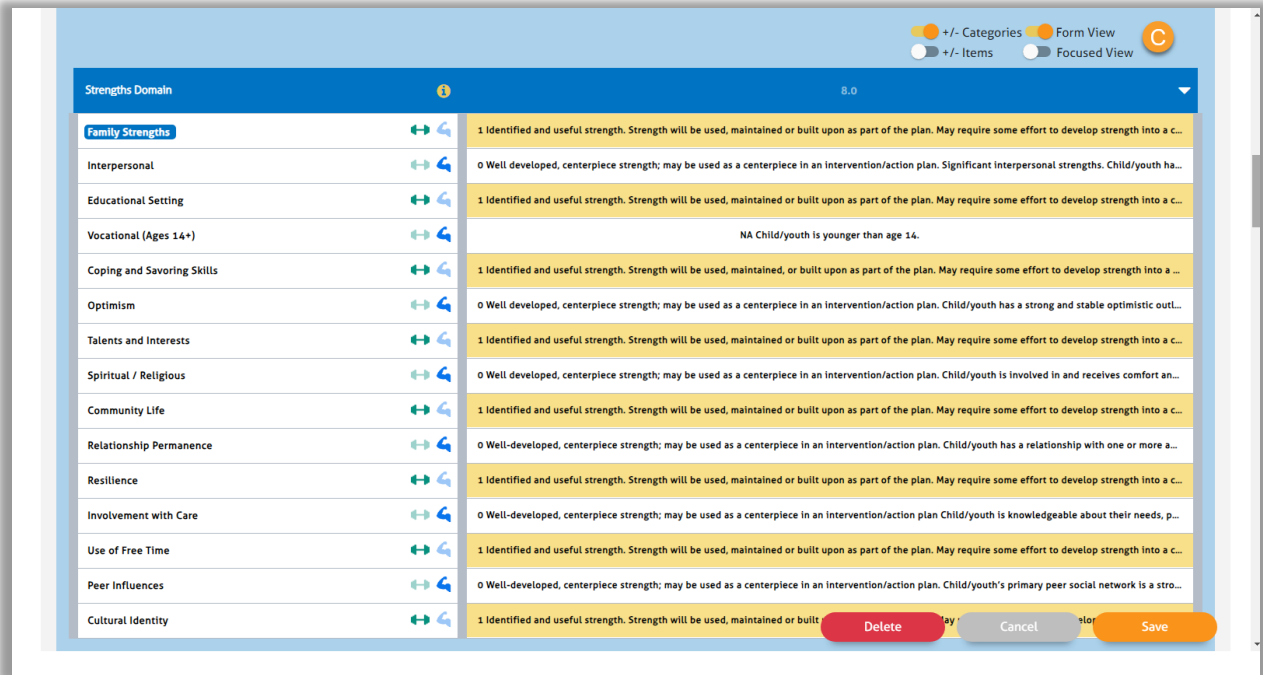 +/- Categories Form View
C
+/- Items Focused View
Strengths Domain i 8.0
Family Strengths 1 Identified and useful strength. Strength will be used, maintained or built upon as part of the plan. May require some effort to develop strength into a c...
Interpersonal 0 Well developed, centerpiece strength; may be used as a centerpiece in an intervention/action plan. Significant interpersonal strengths. Child/youth ha...
Educational Setting 1 Identified and useful strength. Strength will be used, maintained or built upon as part of the plan. May require some effort to develop strength into a c...
Vocational (Ages 14+) NA Child/youth is younger than age 14.
Coping and Savoring Skills 1 Identified and useful strength. Strength will be used, maintained, or built upon as part of the plan. May require some effort to develop strength into a ...
Optimism 0 Well developed, centerpiece strength; may be used as a centerpiece in an intervention/action plan. Child/youth has a strong and stable optimistic outl...
Talents and Interests 1 Identified and useful strength. Strength will be used, maintained or built upon as part of the plan. May require some effort to develop strength into a c...
Spiritual / Religious 0 Well developed, centerpiece strength; may be used as a centerpiece in an intervention/action plan. Child/youth is involved in and receives comfort an...
Community Life 1 Identified and useful strength. Strength will be used, maintained or built upon as part of the plan. May require some effort to develop strength into a c...
Relationship Permanence 0 Well-developed, centerpiece strength; may be used as a centerpiece in an intervention/action plan. Child/youth has a relationship with one or more a...
Resilience 1 Identified and useful strength. Strength will be used, maintained or built upon as part of the plan. May require some effort to develop strength into a c...
Involvement with Care 0 Well-developed, centerpiece strength; may be used as a centerpiece in an intervention/action plan Child/youth is knowledgeable about their needs, p...
Use of Free Time 1 Identified and useful strength. Strength will be used, maintained or built upon as part of the plan. May require some effort to develop strength into a c...
Peer Influences 0 Well-developed, centerpiece strength; may be used as a centerpiece in an intervention/action plan. Child/youth's primary peer social network is a stro...
Cultural Identity 1 Identified and useful strength. Strength will be used, maintained or built
Delete Cancel Save